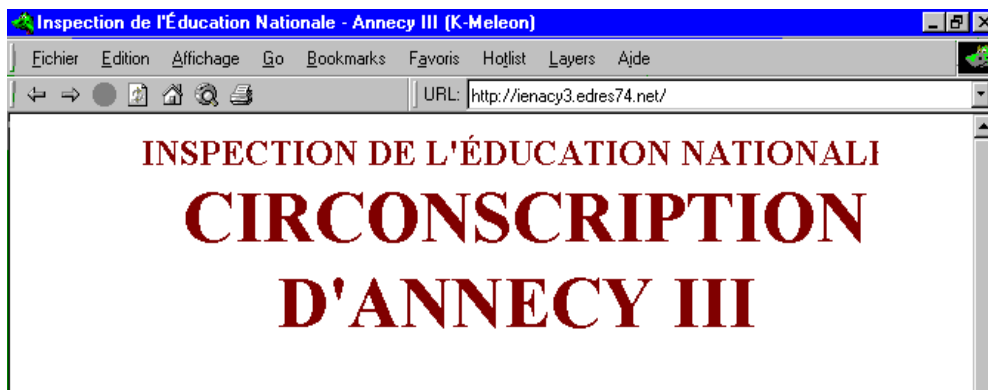 Inspection de l'Éducation Nationale - Annecy III (K-Meleon)
Fichier Edition Affichage Go Bookmarks Favoris Hotlist Layers Aide
URL: http://ienacy3.edres74.net/
INSPECTION DE L'ÉDUCATION NATIONALE
CIRCONSCRIPTION
D'ANNECY III